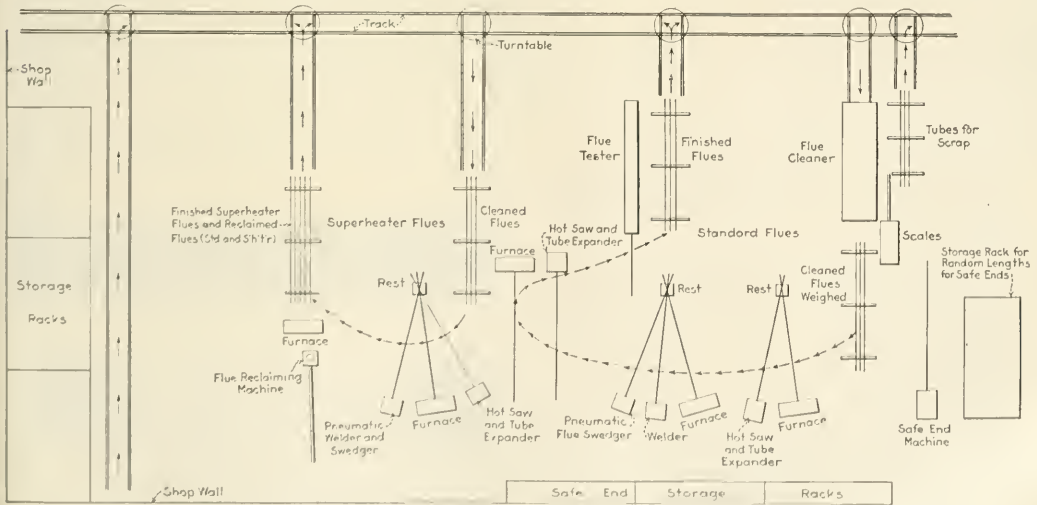 Track
Turntable
Shop
Wall
Storage
Racks
Finished Superheater
Flues and Reclaimed
Flues (Std and Sht'r)
Superheater Flues
Cleaned
Flues
Furnace
Flue Reclaiming
Machine
Rest
Pneumatic
Welder and
Swedger
Furnace
Hot Saw
and Tube
Expander
Furnace
Hot Saw and
Tube Expander
Flue
Tester
Finished
Flues
Standard Flues
Rest
Pneumatic
Flue Swedger
Welder
Furnace
Rest
Hot Saw
and Tube
Expander
Furnace
Flue
Cleaner
Tubes for
Scrap
Scales
Cleaned
Flues
Weighed
Storage Rack for
Random Lengths
for Safe Ends
Safe End
Machine
Shop Wall
Safe End Storage Racks